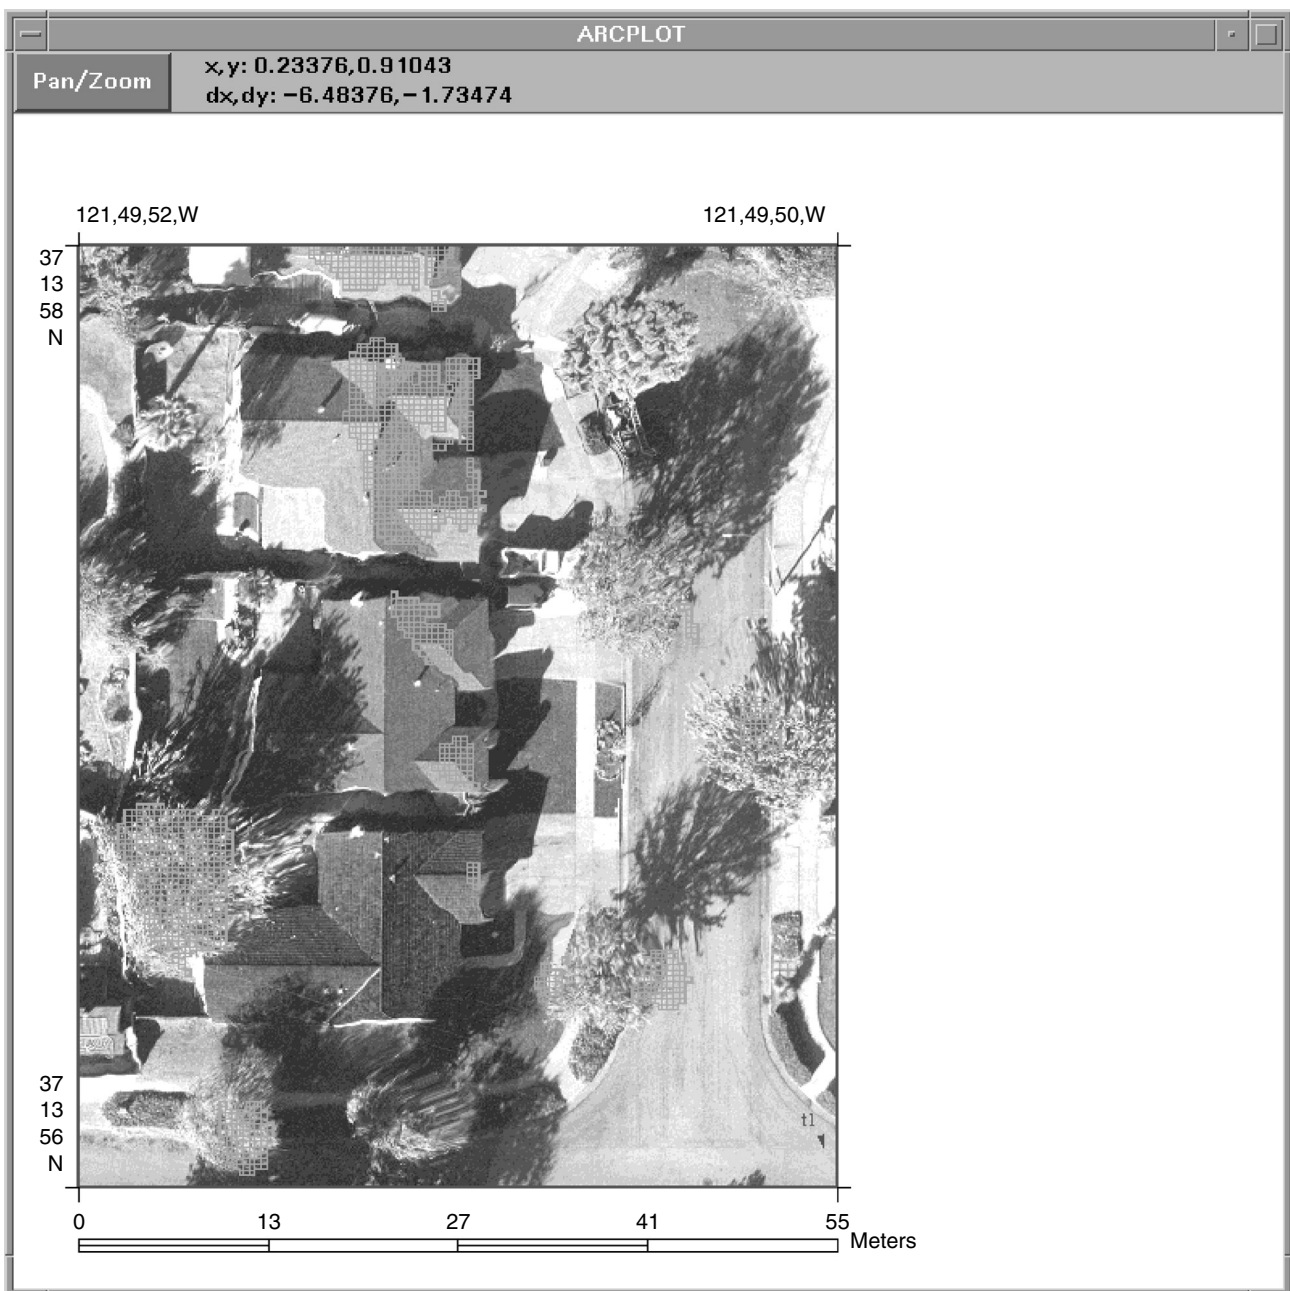 ARCPLOT
Pan/Zoom
x,y: 0.23376,0.91043
dx,dy: -6.48376,-1.73474
121,49,52,W
121,49,50,W
37
13
58
N
37
13
56
N
t1
0 13 27 41 55
Meters